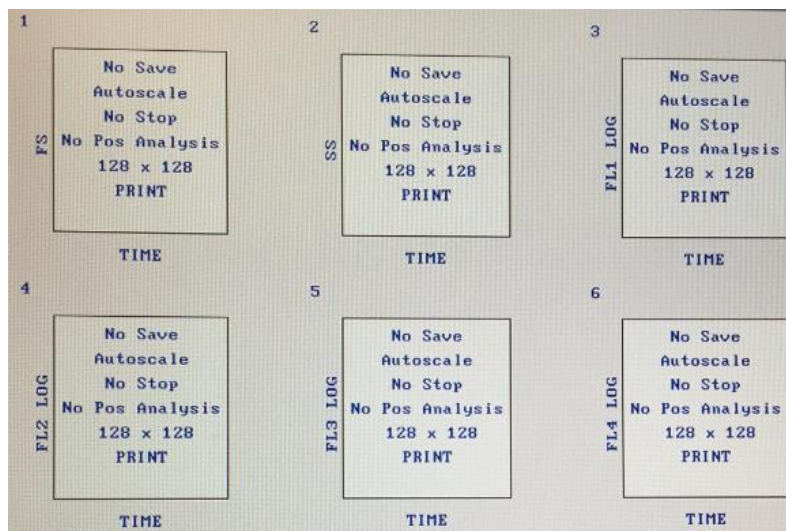 1
FS
No Save
Autoscale
No Stop
No Pos Analysis
128 x 128
PRINT
TIME
2
SS
No Save
Autoscale
No Stop
No Pos Analysis
128 x 128
PRINT
TIME
3
FL1 LOG
No Save
Autoscale
No Stop
No Pos Analysis
128 x 128
PRINT
TIME
4
FL2 LOG
No Save
Autoscale
No Stop
No Pos Analysis
128 x 128
PRINT
TIME
5
FL3 LOG
No Save
Autoscale
No Stop
No Pos Analysis
128 x 128
PRINT
TIME
6
FL4 LOG
No Save
Autoscale
No Stop
No Pos Analysis
128 x 128
PRINT
TIME